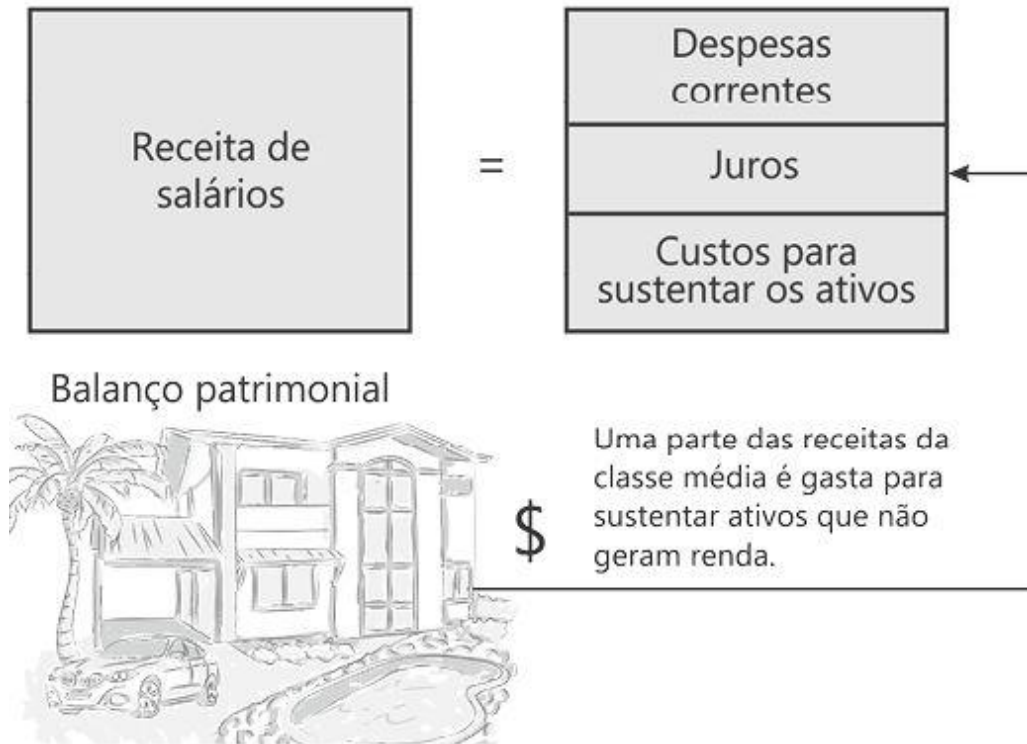 Receita de
salários
=
Despesas
correntes
Juros
Custos para
sustentar os ativos
Balanço patrimonial
$
Uma parte das receitas da
classe média é gasta para
sustentar ativos que não
geram renda.